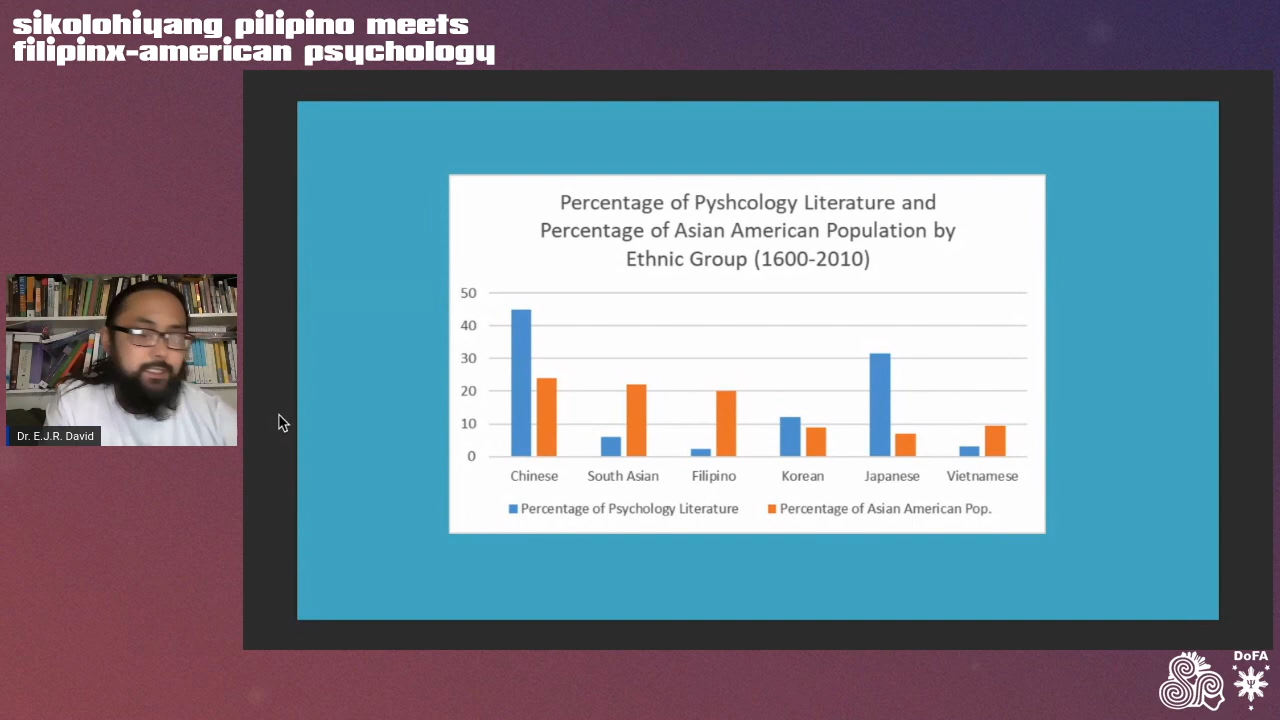 sikolohiyang pilipino meets
filipinx-american psychology
Percentage of Pyshcology Literature and
Percentage of Asian American Population by
Ethnic Group (1600-2010)
50
40
30
20
10
0
Chinese South Asian Filipino Korean Japanese Vietnamese
Percentage of Psychology Literature Percentage of Asian American Pop.
Dr. E.J.R. David
DoFA
Ψ